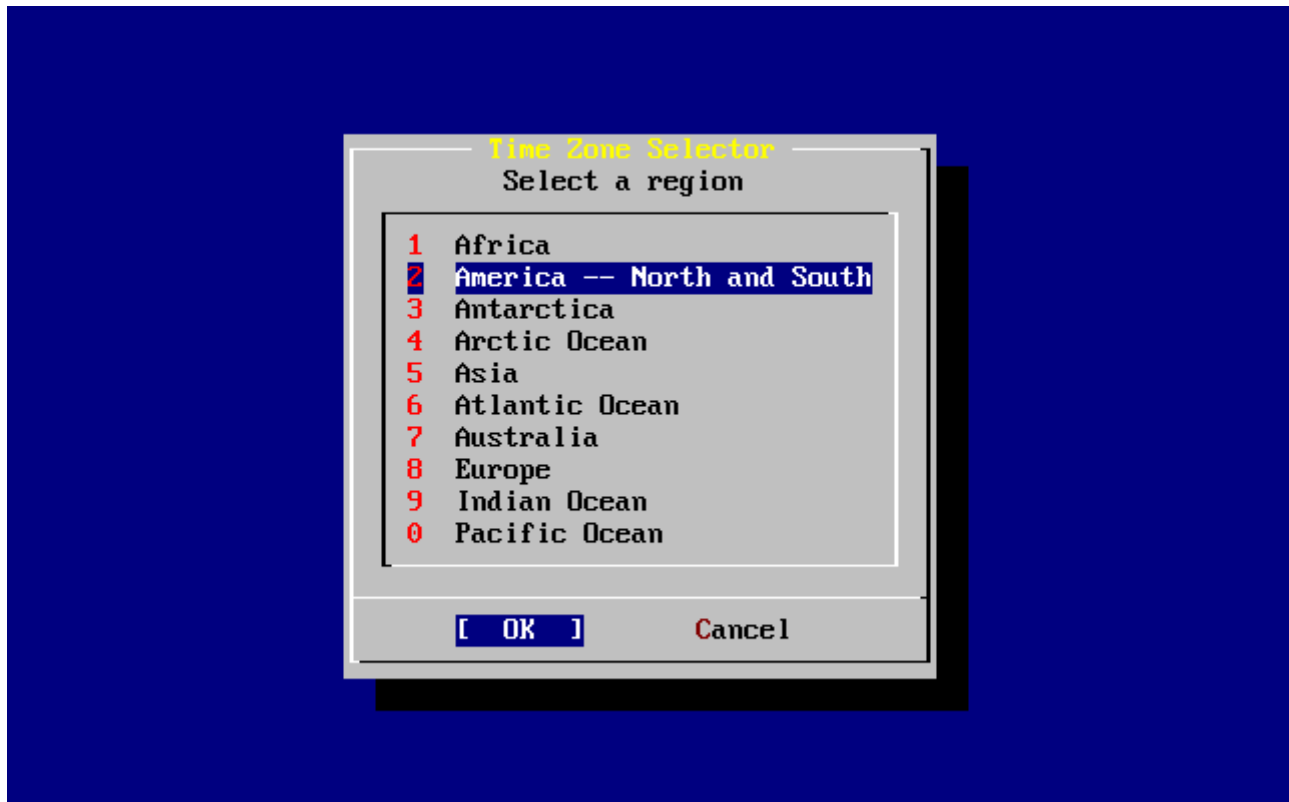 Time Zone Selector
Select a region
1 Africa
2 America -- North and South
3 Antarctica
4 Arctic Ocean
5 Asia
6 Atlantic Ocean
7 Australia
8 Europe
9 Indian Ocean
0 Pacific Ocean
[ OK ] Cancel